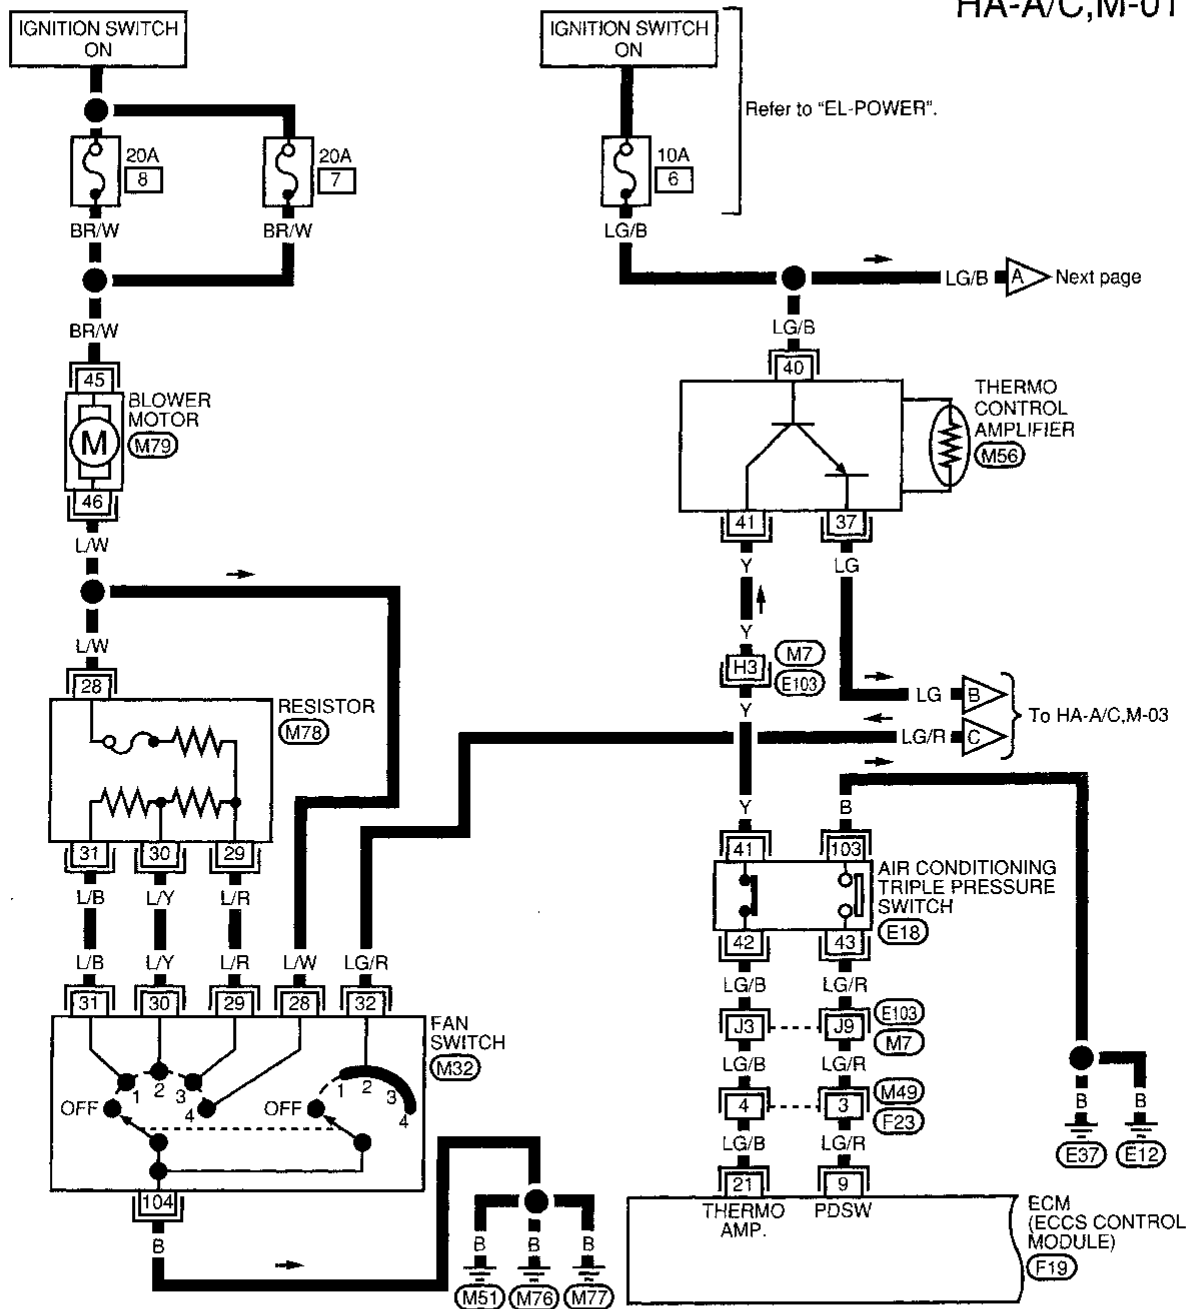 HA-A/C,M-01
IGNITION SWITCH
ON
IGNITION SWITCH
ON
Refer to "EL-POWER".
20A
8
20A
7
10A
6
BR/W
BR/W
LG/B
LG/B
A
Next page
BR/W
LG/B
45
40
BLOWER
MOTOR
M79
M
46
THERMO
CONTROL
AMPLIFIER
M56
41
37
L/W
Y
LG
L/W
Y
H3
M7
E103
28
RESISTOR
M78
Y
LG
B
LG/R
C
To HA-A/C,M-03
Y
B
31
30
29
41
103
AIR CONDITIONING
TRIPLE PRESSURE
SWITCH
E18
42
43
L/B
L/Y
L/R
L/B
L/Y
L/R
L/W
LG/R
LG/B
LG/R
31
30
29
28
32
FAN
SWITCH
M32
J3
J9
E103
M7
LG/B
LG/R
OFF
1
2
3
4
OFF
1
2
3
4
4
3
M49
F23
LG/B
LG/R
B
B
E37
E12
104
B
21
9
THERMO
AMP.
PDSW
ECM
(ECCS CONTROL
MODULE)
F19
B
B
B
M51
M76
M77